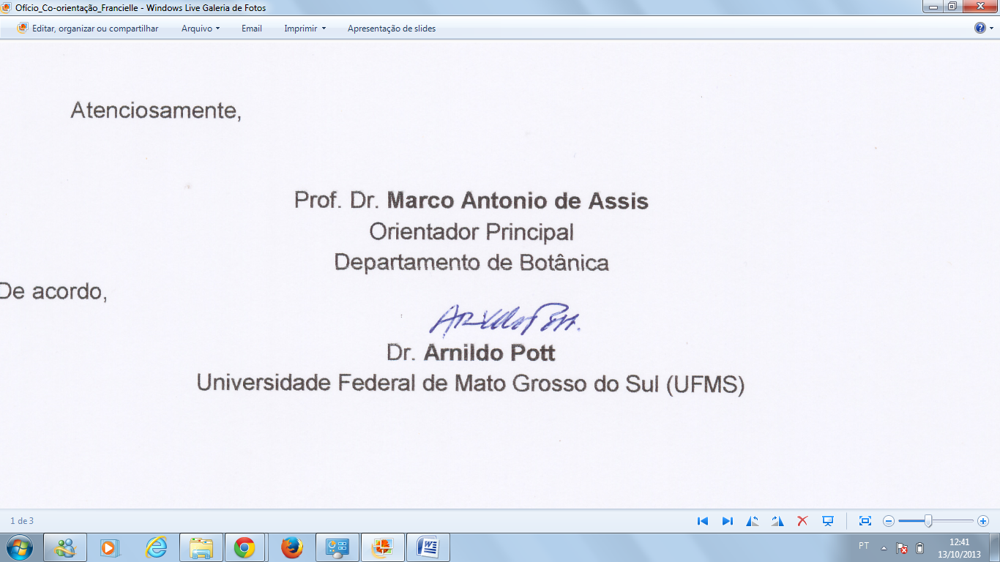 Ofício_Co-orientação_Francielle - Windows Live Galeria de Fotos
Editar, organizar ou compartilhar Arquivo Email Imprimir Apresentação de slides
Atenciosamente,
Prof. Dr. Marco Antonio de Assis
Orientador Principal
Departamento de Botânica
De acordo,
Dr. Arnildo Pott
Universidade Federal de Mato Grosso do Sul (UFMS)
1 de 3
PT 12:41
13/10/2013